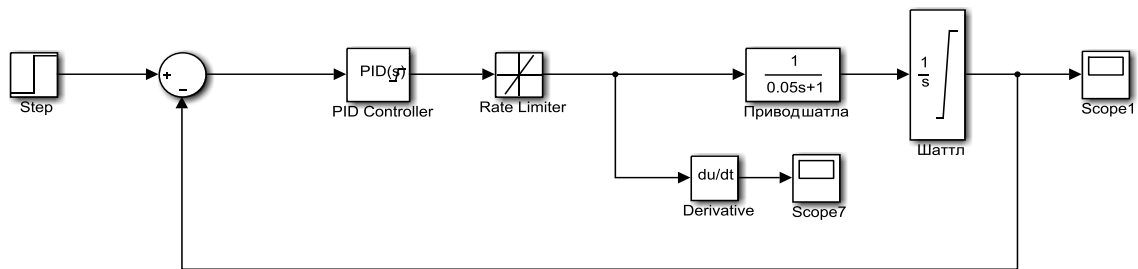 Step
+
−
PID(s)
PID Controller
Rate Limiter
1
0.05s+1
Приводшатла
1
s
Шаттл
Scope1
du/dt
Derivative
Scope7